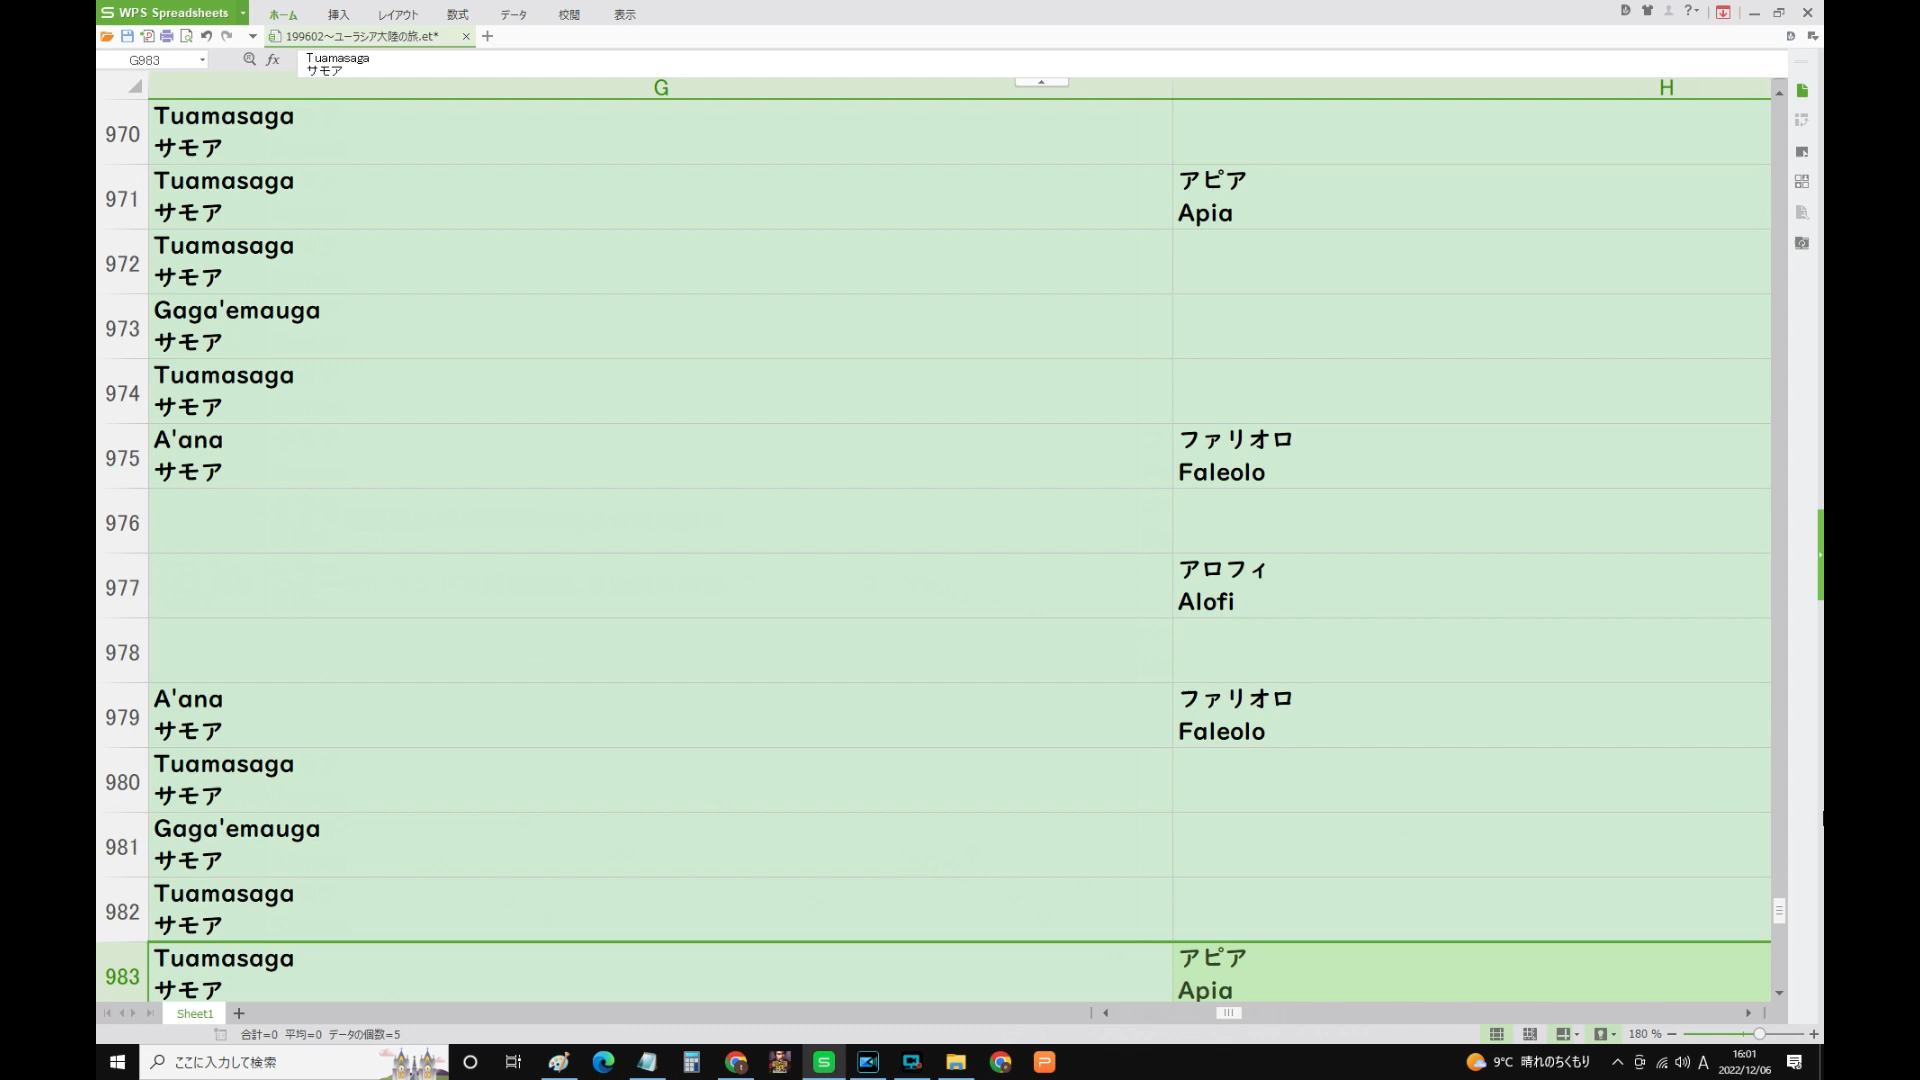 WPS Spreadsheets
ホーム 挿入 レイアウト 数式 データ 校閲 表示
199602～ユーラシア大陸の旅.et*
G983
fx
Tuamasaga
サモア
G H
970 Tuamasaga
サモア
971 Tuamasaga アピア
サモア Apia
972 Tuamasaga
サモア
973 Gaga'emauga
サモア
974 Tuamasaga
サモア
975 A'ana ファリオロ
サモア Faleolo
976
977 アロフィ
Alofi
978
979 A'ana ファリオロ
サモア Faleolo
980 Tuamasaga
サモア
981 Gaga'emauga
サモア
982 Tuamasaga
サモア
983 Tuamasaga アピア
サモア Apia
Sheet1
合計=0 平均=0 データの個数=5
180 %
ここに入力して検索
9°C 晴れのちくもり
A
16:01
2022/12/06